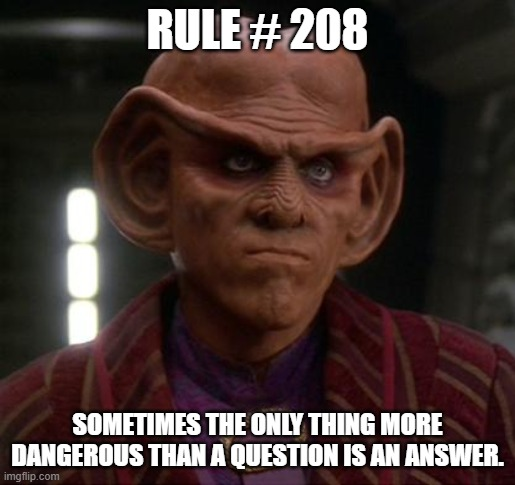 RULE # 208
SOMETIMES THE ONLY THING MORE
DANGEROUS THAN A QUESTION IS AN ANSWER.
imgflip.com